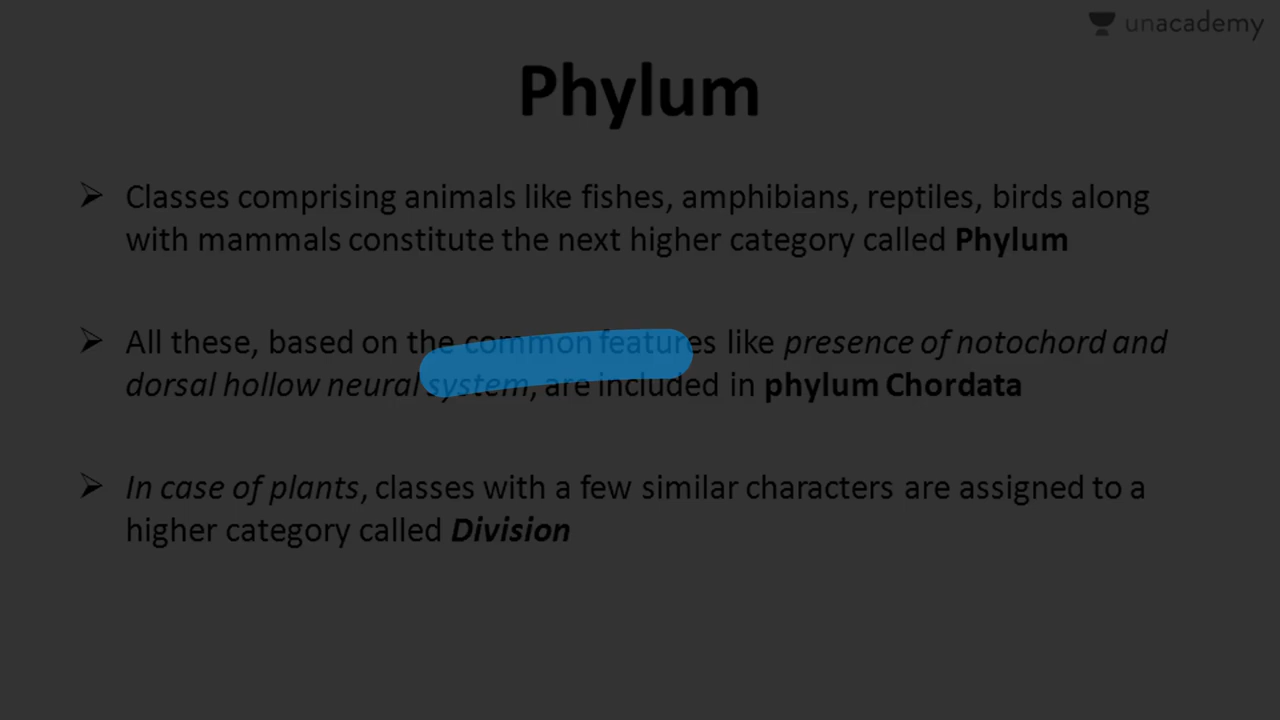 unacademy
Phylum
Classes comprising animals like fishes, amphibians, reptiles, birds along
with mammals constitute the next higher category called Phylum
All these, based on the common features like presence of notochord and
dorsal hollow neural system, are included in phylum Chordata
In case of plants, classes with a few similar characters are assigned to a
higher category called Division